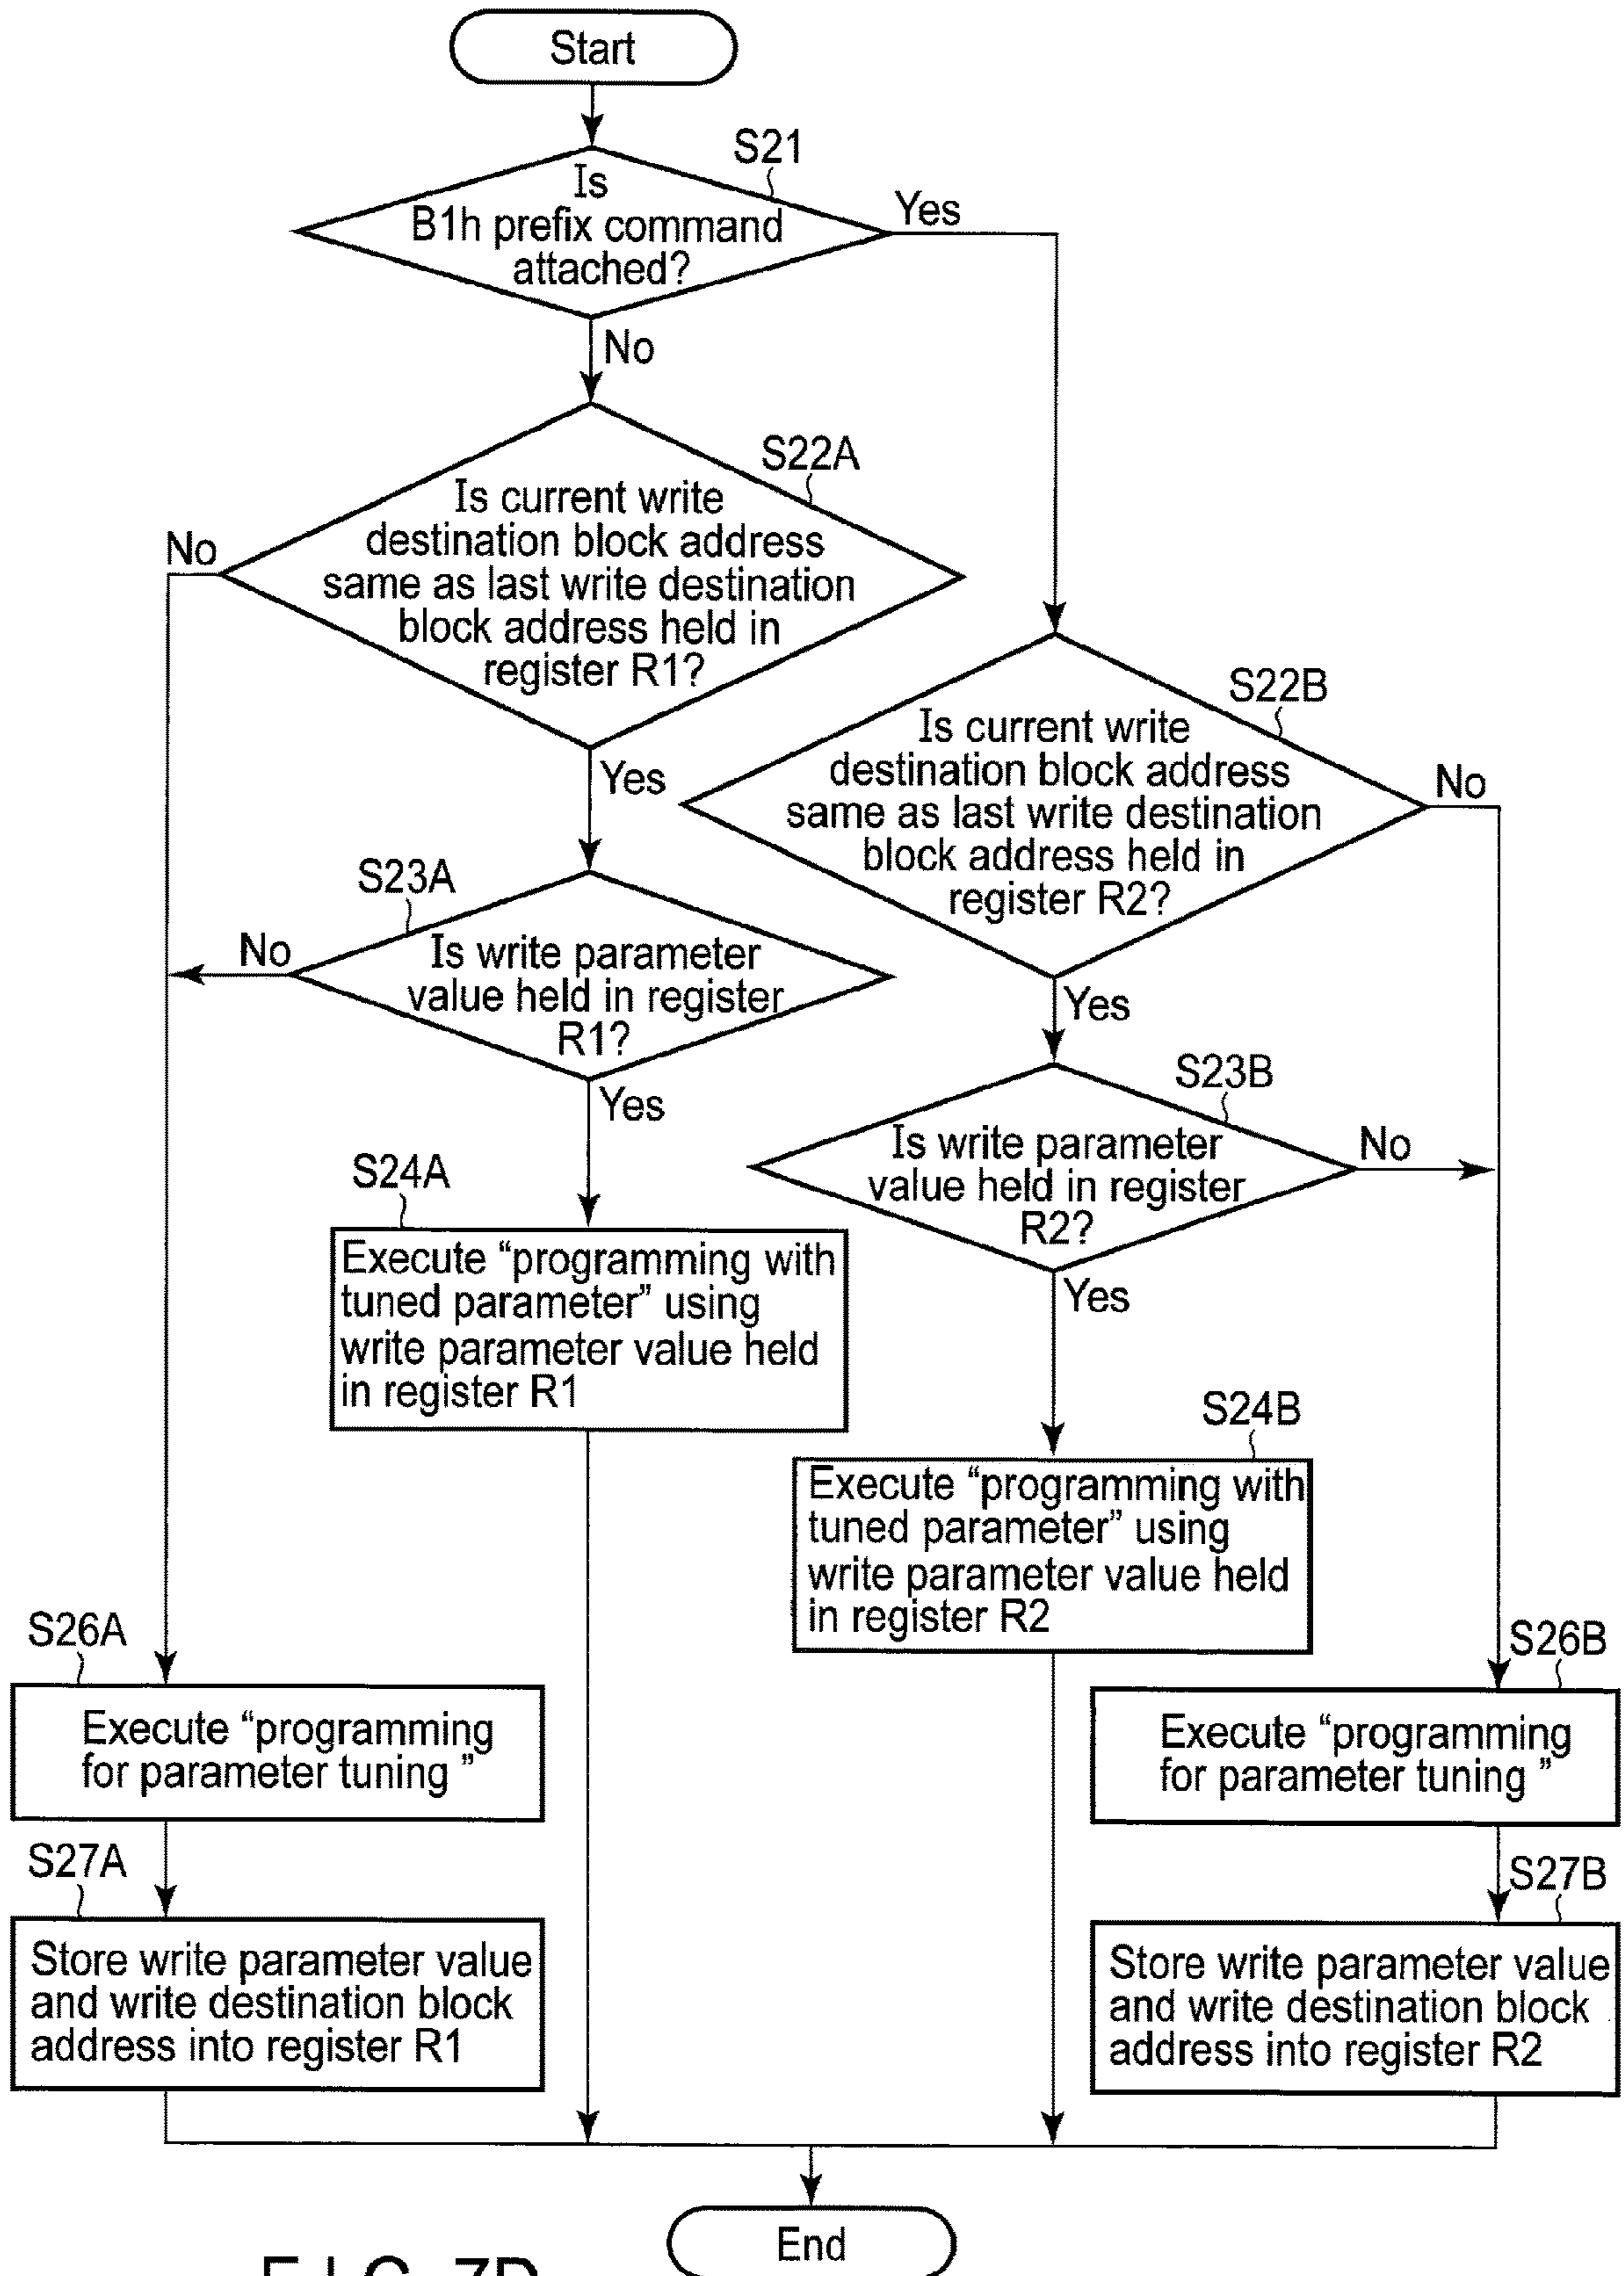 Start
S21
Is
B1h prefix command
attached?
Yes
No
S22A
Is current write
destination block address
same as last write destination
block address held in
register R1?
No
Yes
S22B
Is current write
destination block address
same as last write destination
block address held in
register R2?
No
Yes
S23A
Is write parameter
value held in register
R1?
No
Yes
S23B
Is write parameter
value held in register
R2?
No
Yes
S24A
Execute “programming with
tuned parameter” using
write parameter value held
in register R1
S24B
Execute “programming with
tuned parameter” using
write parameter value held
in register R2
S26A
Execute “programming
for parameter tuning ”
S26B
Execute “programming
for parameter tuning ”
S27A
Store write parameter value
and write destination block
address into register R1
S27B
Store write parameter value
and write destination block
address into register R2
End